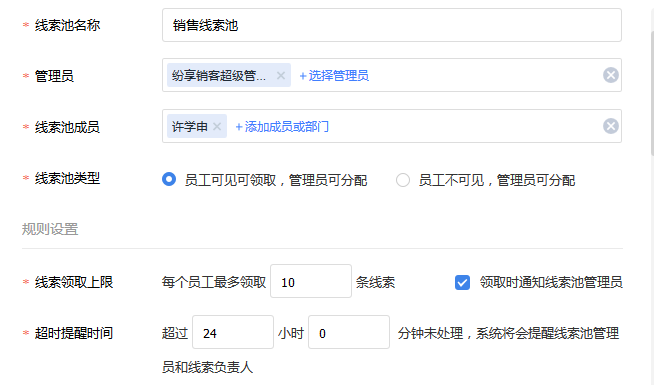 * 线索池名称 销售线索池
* 管理员 纷享销客超级管... × +选择管理员
* 线索池成员 许学申 × +添加成员或部门
* 线索池类型 员工可见可领取，管理员可分配 员工不可见，管理员可分配
规则设置
* 线索领取上限 每个员工最多领取 10 条线索 领取时通知线索池管理员
* 超时提醒时间 超过 24 小时 0 分钟未处理，系统将会提醒线索池管理
员和线索负责人